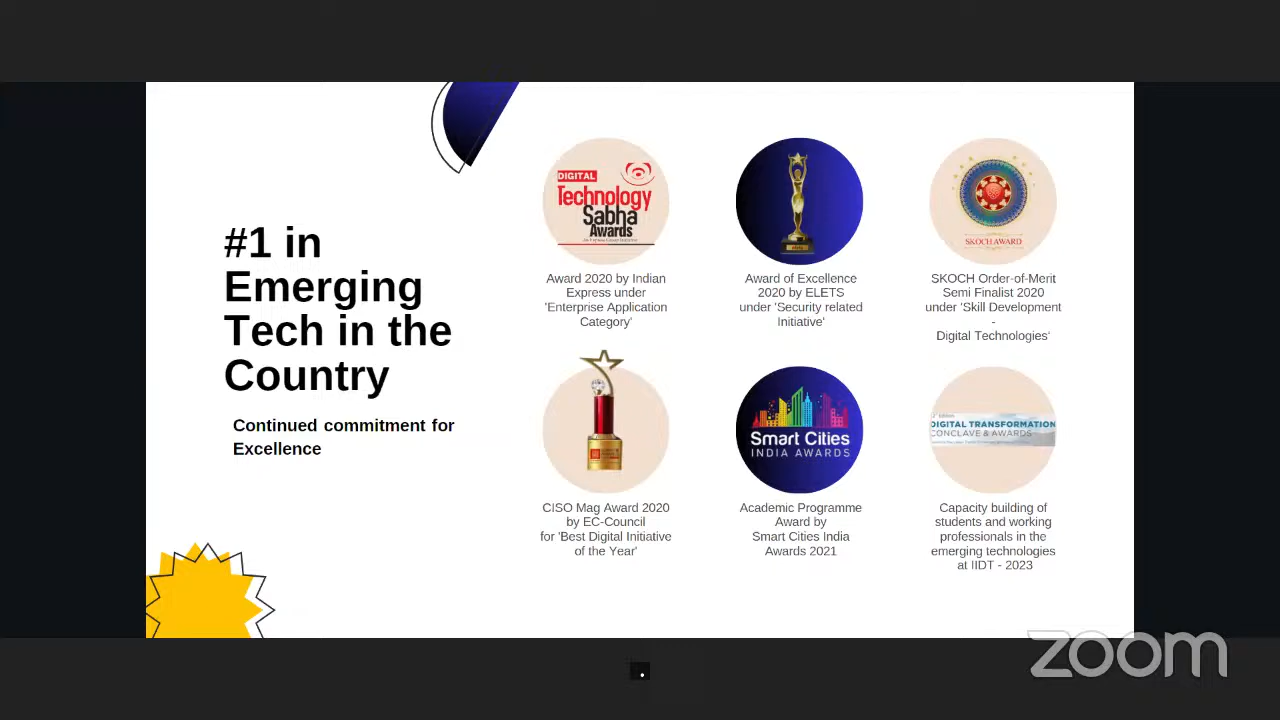 #1 in
Emerging
Tech in the
Country
Continued commitment for
Excellence
DIGITAL
Technology
Sabha
Awards
Award 2020 by Indian
Express under
'Enterprise Application
Category'
Award of Excellence
2020 by ELETS
under 'Security related
Initiative'
SKOCH AWARD
SKOCH Order-of-Merit
Semi Finalist 2020
under 'Skill Development
-
Digital Technologies'
CISO Mag Award 2020
by EC-Council
for 'Best Digital Initiative
of the Year'
Smart Cities
INDIA AWARDS
Academic Programme
Award by
Smart Cities India
Awards 2021
DIGITAL TRANSFORMATION
CONCLAVE & AWARDS
Capacity building of
students and working
professionals in the
emerging technologies
at IIDT - 2023
zoom